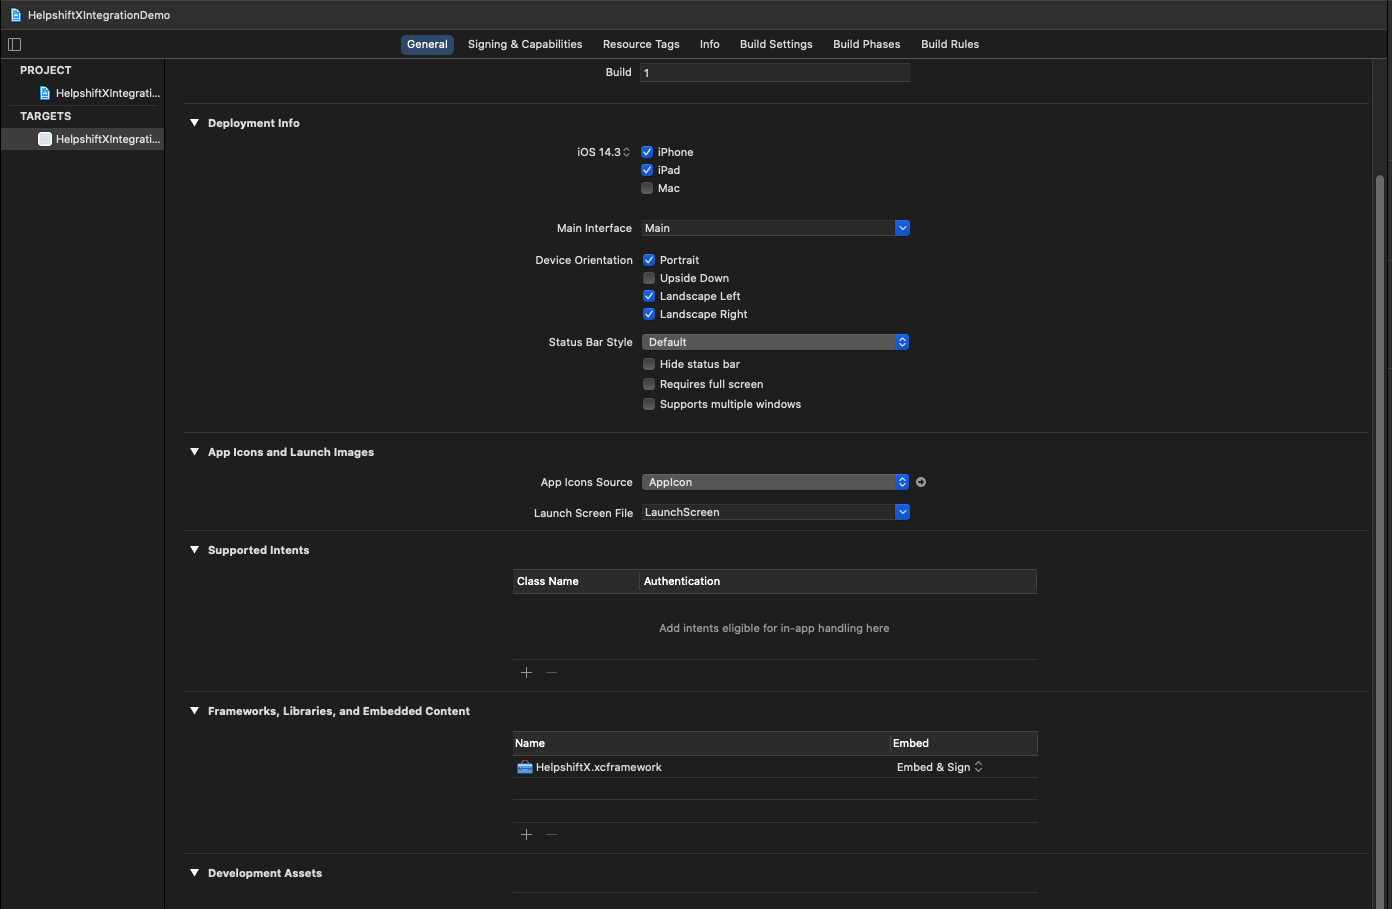 HelpshiftXIntegrationDemo
General Signing & Capabilities Resource Tags Info Build Settings Build Phases Build Rules
PROJECT
HelpshiftXIntegrati...
TARGETS
HelpshiftXIntegrati...
Build 1
Deployment Info
iOS 14.3 iPhone
iPad
Mac
Main Interface Main
Device Orientation Portrait
Upside Down
Landscape Left
Landscape Right
Status Bar Style Default
Hide status bar
Requires full screen
Supports multiple windows
App Icons and Launch Images
App Icons Source AppIcon
Launch Screen File LaunchScreen
Supported Intents
Class Name Authentication
Add intents eligible for in-app handling here
Frameworks, Libraries, and Embedded Content
Name Embed
HelpshiftX.xcframework Embed & Sign
Development Assets